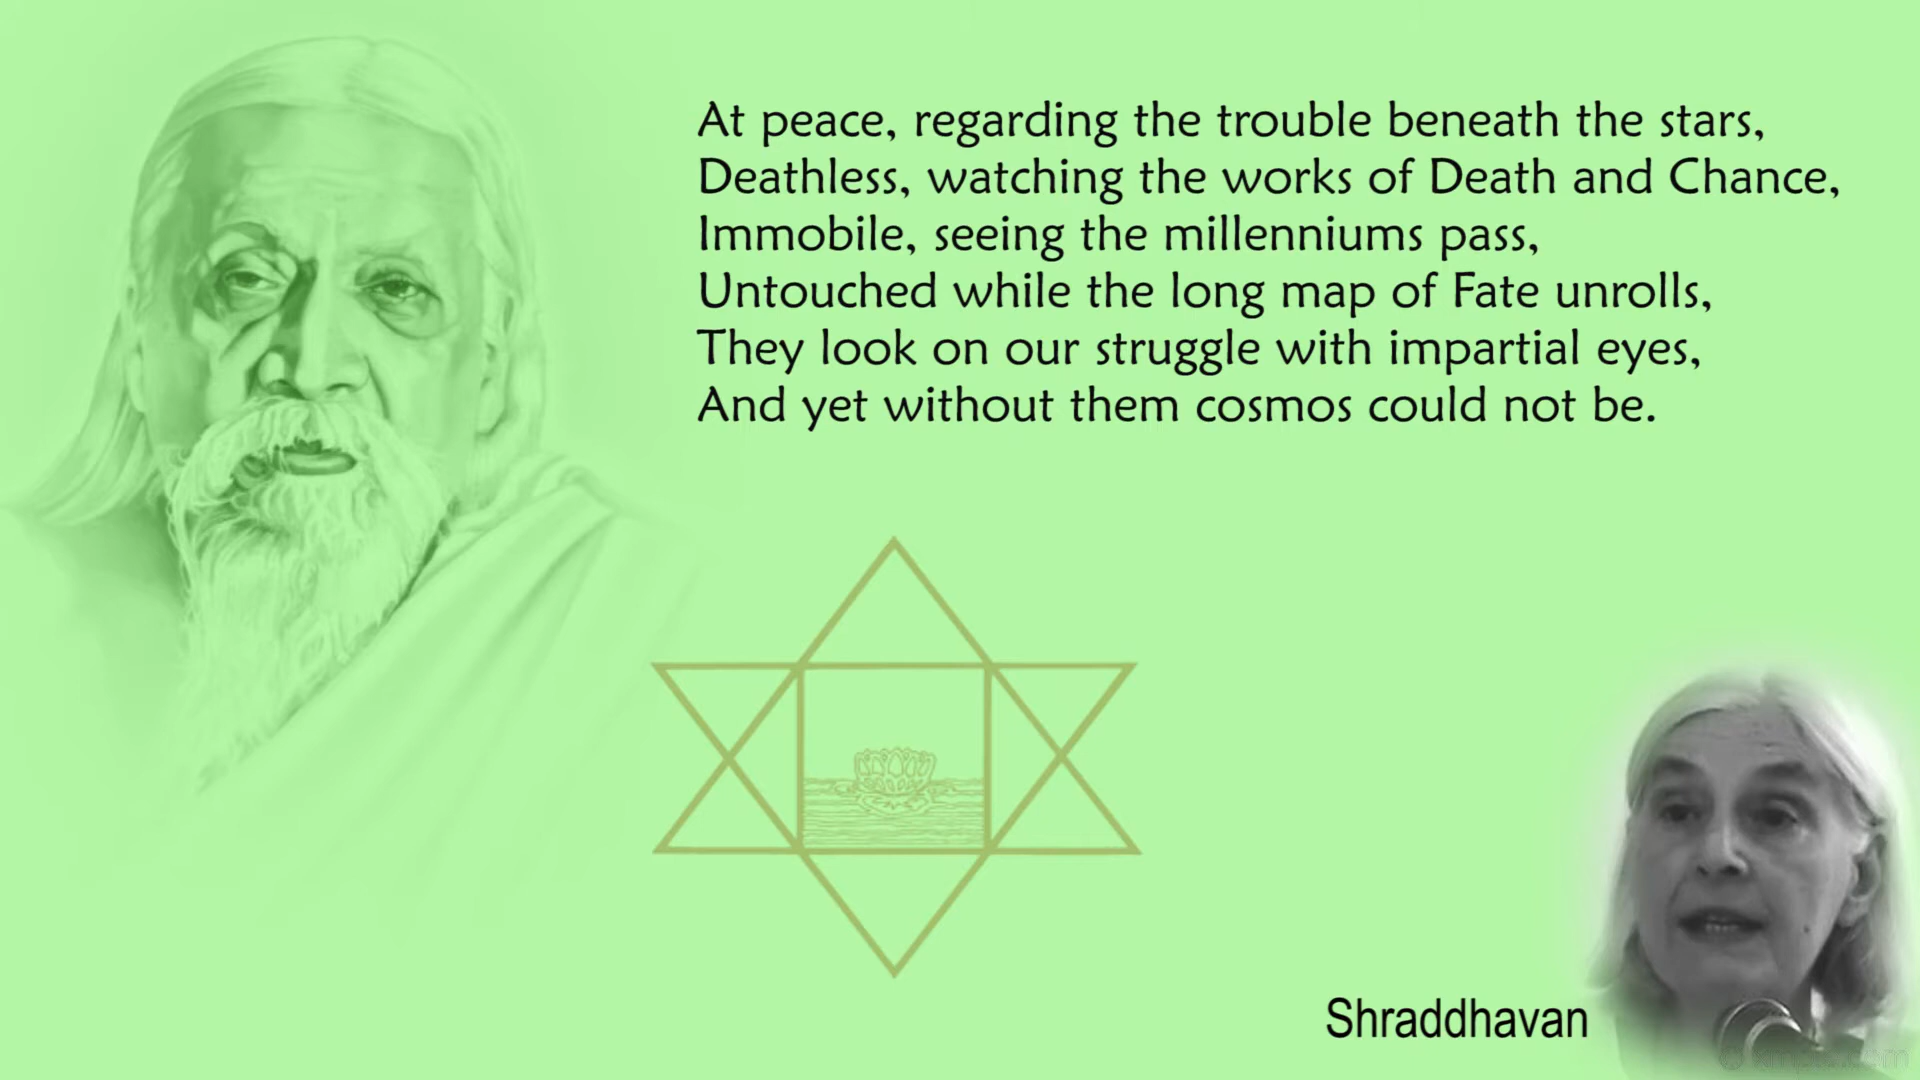 At peace, regarding the trouble beneath the stars,
Deathless, watching the works of Death and Chance,
Immobile, seeing the millenniums pass,
Untouched while the long map of Fate unrolls,
They look on our struggle with impartial eyes,
And yet without them cosmos could not be.
Shraddhavan